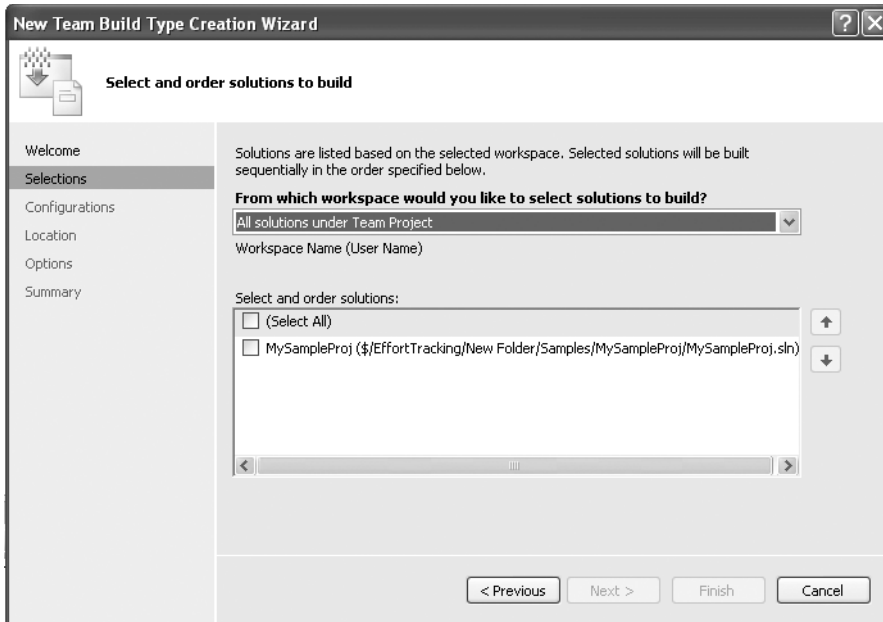 New Team Build Type Creation Wizard
Select and order solutions to build
Welcome
Selections
Configurations
Location
Options
Summary
Solutions are listed based on the selected workspace. Selected solutions will be built
sequentially in the order specified below.
From which workspace would you like to select solutions to build?
All solutions under Team Project
Workspace Name (User Name)
Select and order solutions:
(Select All)
MySampleProj ($/EffortTracking/New Folder/Samples/MySampleProj/MySampleProj.sln)
< Previous
Next >
Finish
Cancel